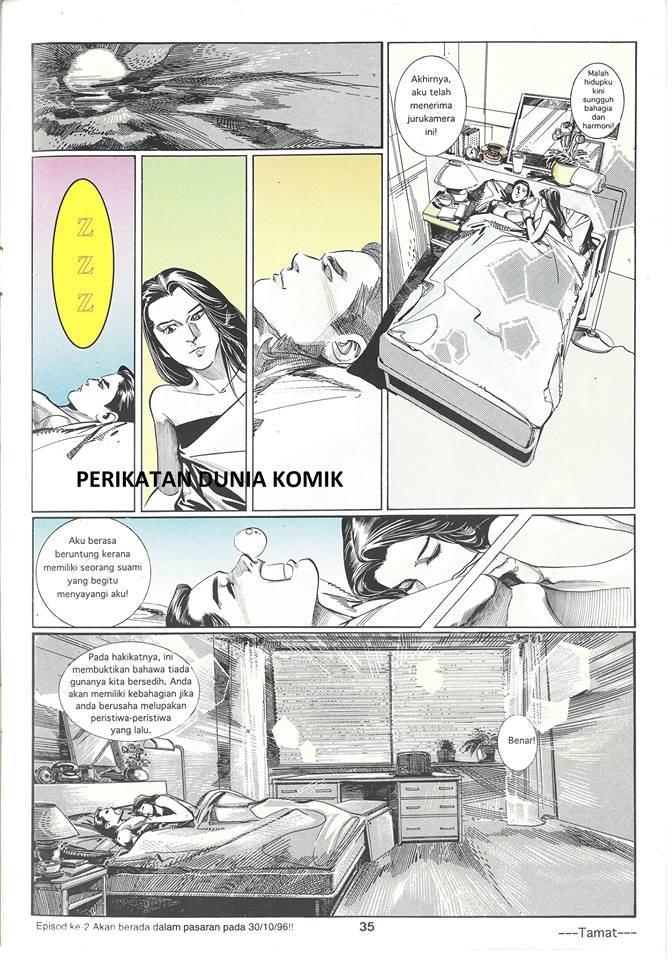 Akhirnya,
aku telah
menerima
jurukamera
ini!
Malah
hidupku
kini
sungguh
bahagia
dan
harmoni!
Z
Z
Z
PERIKATAN DUNIA KOMIK
Aku berasa
beruntung kerana
memiliki seorang suami
yang begitu
menyayangi aku!
Pada hakikatnya, ini
membuktikan bahawa tiada
gunanya kita bersedih. Anda
akan memiliki kebahgian jika
anda berusaha melupakan
peristiwa-peristiwa
yang lalu.
Benar!
Episod ke-2 Akan berada dalam pasaran pada 30/10/96!!
35
---Tamat---